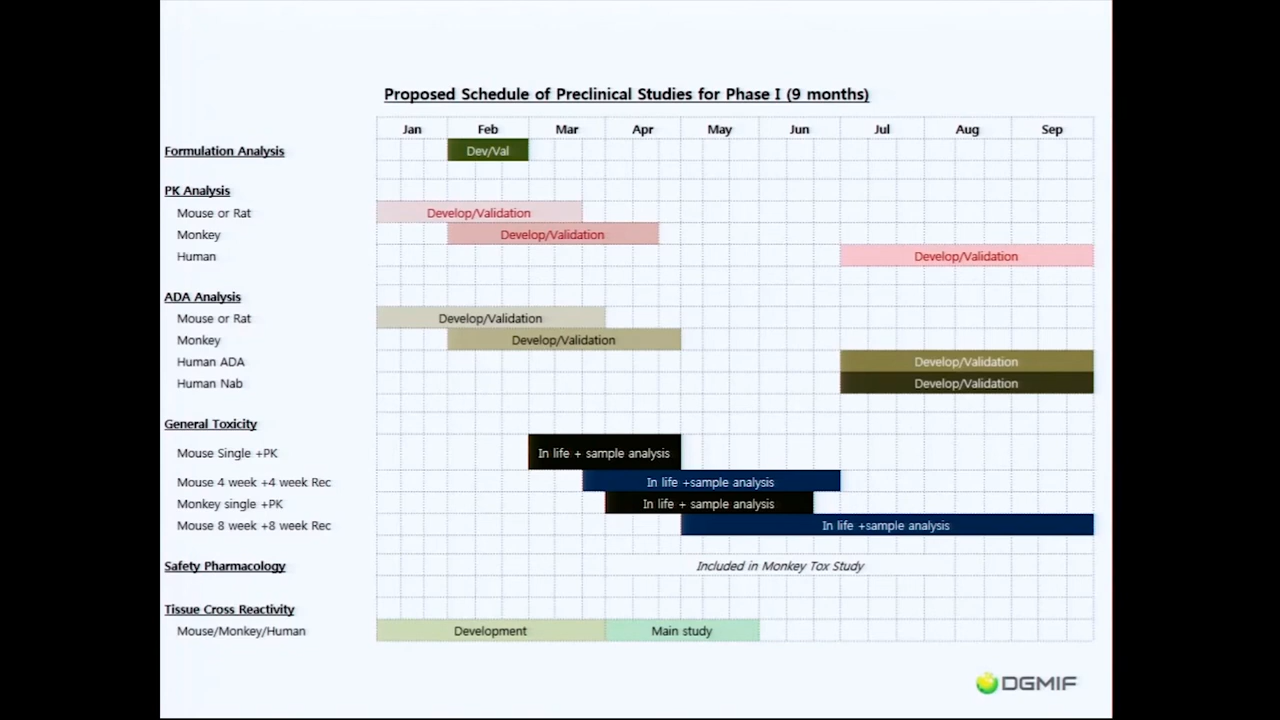 Proposed Schedule of Preclinical Studies for Phase I (9 months)
Jan Feb Mar Apr May Jun Jul Aug Sep
Formulation Analysis Dev/Val
PK Analysis
Mouse or Rat Develop/Validation
Monkey Develop/Validation
Human Develop/Validation
ADA Analysis
Mouse or Rat Develop/Validation
Monkey Develop/Validation
Human ADA Develop/Validation
Human Nab Develop/Validation
General Toxicity
Mouse Single +PK In life + sample analysis
Mouse 4 week +4 week Rec In life +sample analysis
Monkey single +PK In life + sample analysis
Mouse 8 week +8 week Rec In life +sample analysis
Safety Pharmacology Included in Monkey Tox Study
Tissue Cross Reactivity
Mouse/Monkey/Human Development Main study
DGMIF